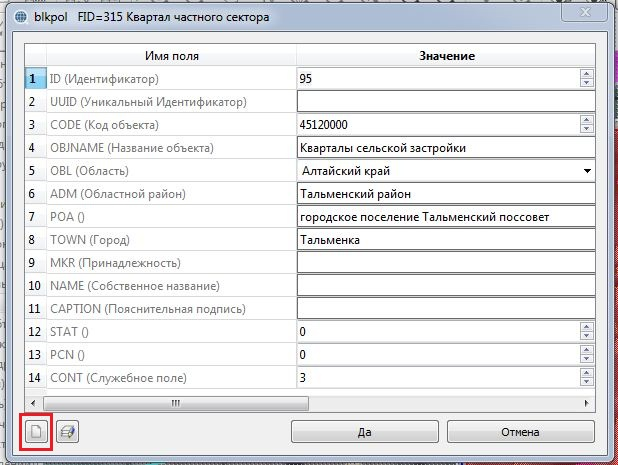 blkpol FID=315 Квартал частного сектора
Имя поля Значение
1 ID (Идентификатор) 95
2 UUID (Уникальный Идентификатор)
3 CODE (Код объекта) 45120000
4 OBJNAME (Название объекта) Кварталы сельской застройки
5 OBL (Область) Алтайский край
6 ADM (Областной район) Тальменский район
7 POA () городское поселение Тальменский поссовет
8 TOWN (Город) Тальменка
9 MKR (Принадлежность)
10 NAME (Собственное название)
11 CAPTION (Пояснительная подпись)
12 STAT () 0
13 PCN () 0
14 CONT (Служебное поле) 3
Да Отмена